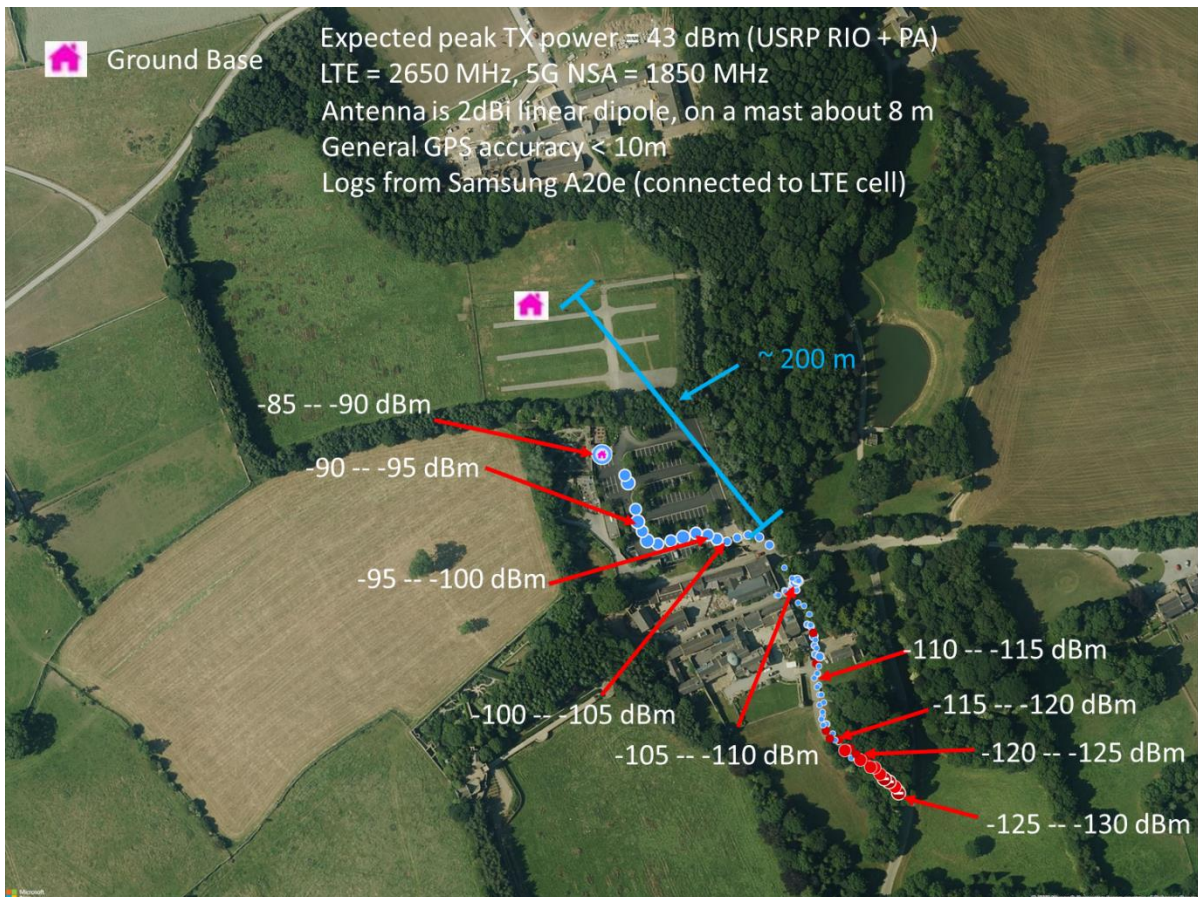 Expected peak TX power = 43 dBm (USRP RIO + PA)
Ground Base
LTE = 2650 MHz, 5G NSA = 1850 MHz
Antenna is 2dBi linear dipole, on a mast about 8 m
General GPS accuracy < 10m
Logs from Samsung A20e (connected to LTE cell)
~ 200 m
-85 -- -90 dBm
-90 -- -95 dBm
-95 -- -100 dBm
-110 -- -115 dBm
-100 -- -105 dBm
-115 -- -120 dBm
-105 -- -110 dBm
-120 -- -125 dBm
-125 -- -130 dBm
Microsoft